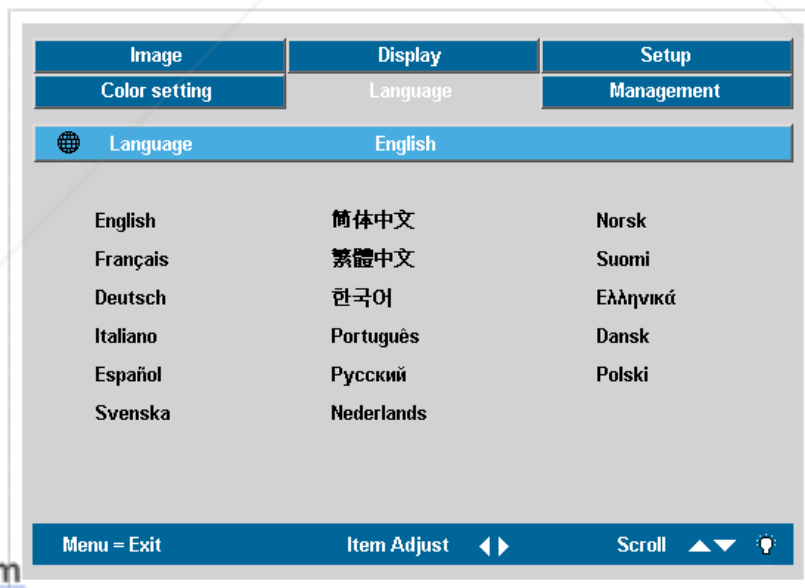 Image Display Setup
Color setting Language Management
Language English
English 简体中文 Norsk
Français 繁體中文 Suomi
Deutsch 한국어 Ελληνικά
Italiano Português Dansk
Español Русский Polski
Svenska Nederlands
Menu = Exit Item Adjust Scroll
m